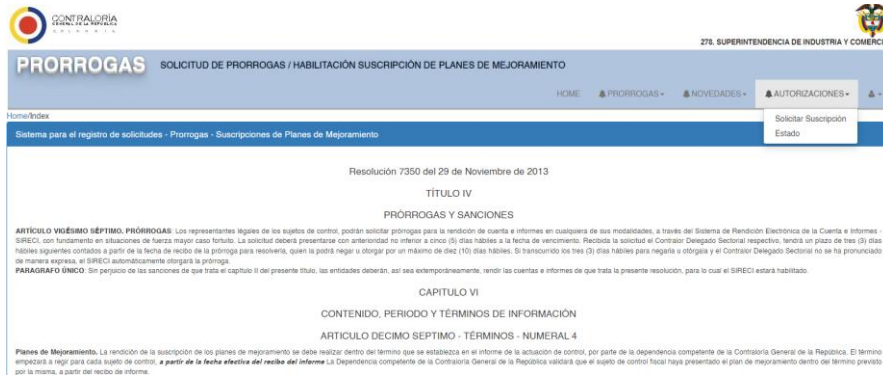 CONTRALORÍA
GENERAL DE LA REPÚBLICA
COLOMBIA
278. SUPERINTENDENCIA DE INDUSTRIA Y COMERCI
PRORROGAS SOLICITUD DE PRORROGAS / HABILITACIÓN SUSCRIPCIÓN DE PLANES DE MEJORAMIENTO
HOME PRORROGAS NOVEDADES AUTORIZACIONES
Solicitar Suscripción
Estado
Home/Index
Sistema para el registro de solicitudes - Prorrogas - Suscripciones de Planes de Mejoramiento
Resolución 7350 del 29 de Noviembre de 2013
TÍTULO IV
PRÓRROGAS Y SANCIONES
ARTÍCULO VIGÉSIMO SÉPTIMO. PRÓRROGAS: Los representantes légales de los sujetos de control, podrán solicitar prórrogas para la rendición de cuenta e informes en cualquiera de sus modalidades, a través del Sistema de Rendición Electrónica de la Cuenta e Informes -
SIRECI, con fundamento en situaciones de fuerza mayor caso fortuito. La solicitud deberá presentarse con anterioridad no inferior a cinco (5) días hábiles a la fecha de vencimiento. Recibida la solicitud el Contralor Delegado Sectorial respectivo, tendrá un plazo de tres (3) días
hábiles siguientes contados a partir de la fecha de recibo de la prórroga para resolverla, quien la podrá negar u otorgar por un máximo de diez (10) días hábiles. Si transcurrido los tres (3) días hábiles para negarla u otórgala y el Contralor Delegado Sectorial no se ha pronunciado
de manera expresa, el SIRECI automáticamente otorgará la prórroga.
PARAGRAFO ÚNICO: Sin perjuicio de las sanciones de que trata el capítulo II del presente título, las entidades deberán, así sea extemporáneamente, rendir las cuentas e informes de que trata la presente resolución, para lo cual el SIRECI estará habilitado.
CAPITULO VI
CONTENIDO, PERIODO Y TÉRMINOS DE INFORMACIÓN
ARTICULO DECIMO SEPTIMO - TÉRMINOS - NUMERAL 4
Planes de Mejoramiento. La rendición de la suscripción de los planes de mejoramiento se debe realizar dentro del término que se establezca en el informe de la actuación de control, por parte de la dependencia competente de la Contraloría General de la República. El término
empezará a regir para cada sujeto de control, a partir de la fecha efectiva del recibo del informe La Dependencia competente de la Contraloría General de la República validará que el sujeto de control fiscal haya presentado el plan de mejoramiento dentro del término previsto
por la misma, a partir del recibo de informe.